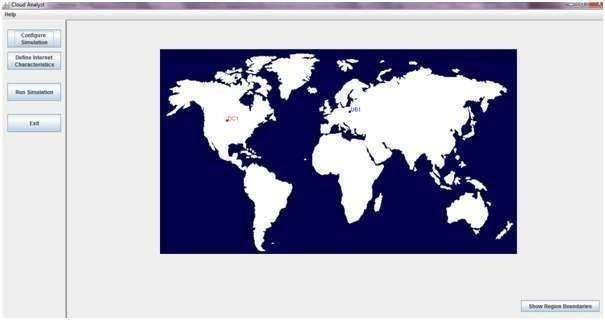 Cloud Analyst
Help
Configure
Simulation
Define Internet
Characteristics
Run Simulation
Exit
DC1
UB1
Show Region Boundaries